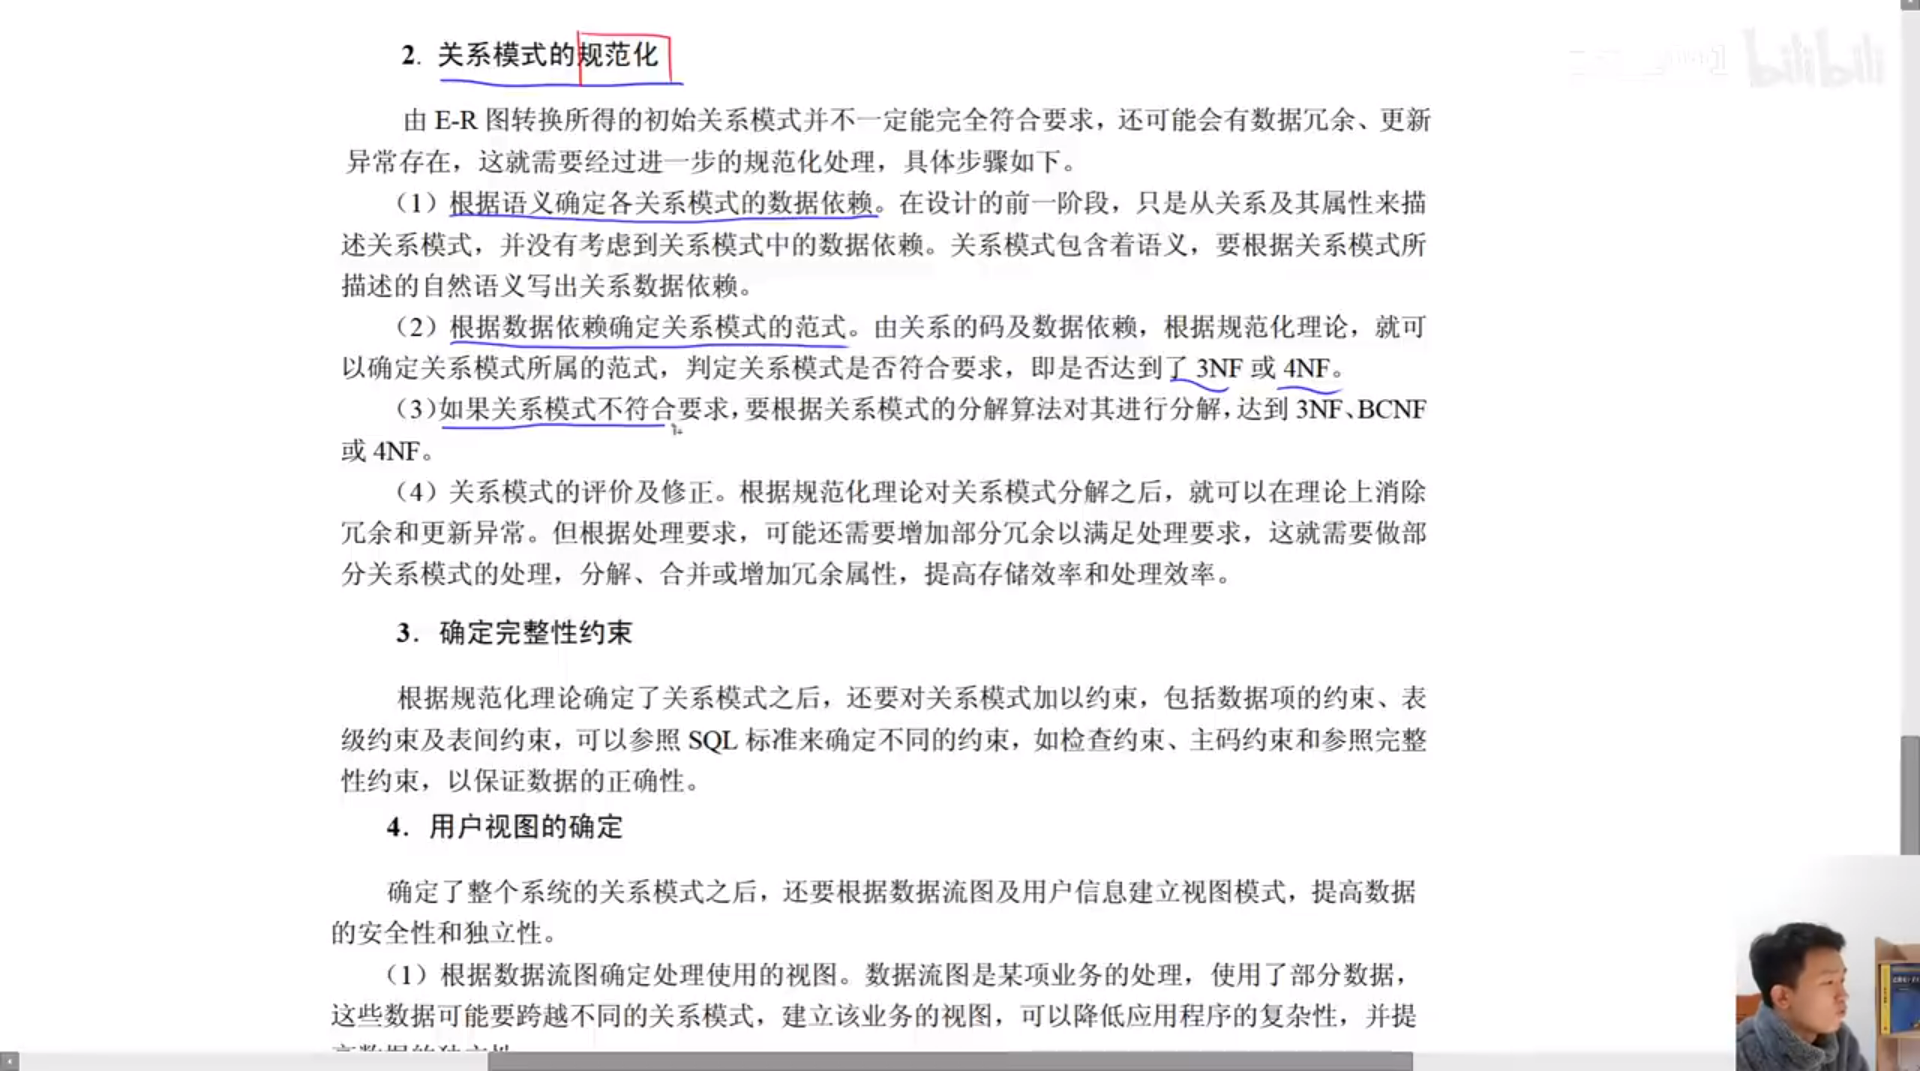 2. 关系模式的规范化
bilibili
由 E-R 图转换所得的初始关系模式并不一定能完全符合要求，还可能会有数据冗余、更新
异常存在，这就需要经过进一步的规范化处理，具体步骤如下。
（1）根据语义确定各关系模式的数据依赖。在设计的前一阶段，只是从关系及其属性来描
述关系模式，并没有考虑到关系模式中的数据依赖。关系模式包含着语义，要根据关系模式所
描述的自然语义写出关系数据依赖。
（2）根据数据依赖确定关系模式的范式。由关系的码及数据依赖，根据规范化理论，就可
以确定关系模式所属的范式，判定关系模式是否符合要求，即是否达到了 3NF 或 4NF。
（3）如果关系模式不符合要求，要根据关系模式的分解算法对其进行分解，达到 3NF、BCNF
或 4NF。
（4）关系模式的评价及修正。根据规范化理论对关系模式分解之后，就可以在理论上消除
冗余和更新异常。但根据处理要求，可能还需要增加部分冗余以满足处理要求，这就需要做部
分关系模式的处理，分解、合并或增加冗余属性，提高存储效率和处理效率。
3. 确定完整性约束
根据规范化理论确定了关系模式之后，还要对关系模式加以约束，包括数据项的约束、表
级约束及表间约束，可以参照 SQL 标准来确定不同的约束，如检查约束、主码约束和参照完整
性约束，以保证数据的正确性。
4. 用户视图的确定
确定了整个系统的关系模式之后，还要根据数据流图及用户信息建立视图模式，提高数据
的安全性和独立性。
（1）根据数据流图确定处理使用的视图。数据流图是某项业务的处理，使用了部分数据，
这些数据可能要跨越不同的关系模式，建立该业务的视图，可以降低应用程序的复杂性，并提